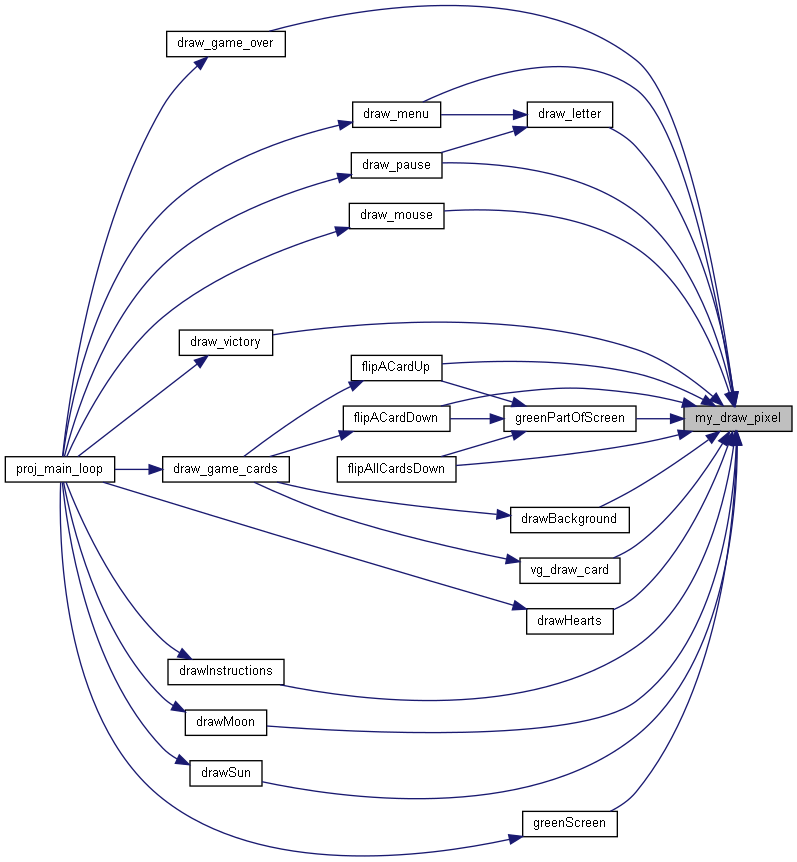 draw_game_over
draw_menu
draw_letter
draw_pause
draw_mouse
draw_victory
flipACardUp
flipACardDown
greenPartOfScreen
my_draw_pixel
proj_main_loop
draw_game_cards
flipAllCardsDown
drawBackground
vg_draw_card
drawHearts
drawInstructions
drawMoon
drawSun
greenScreen